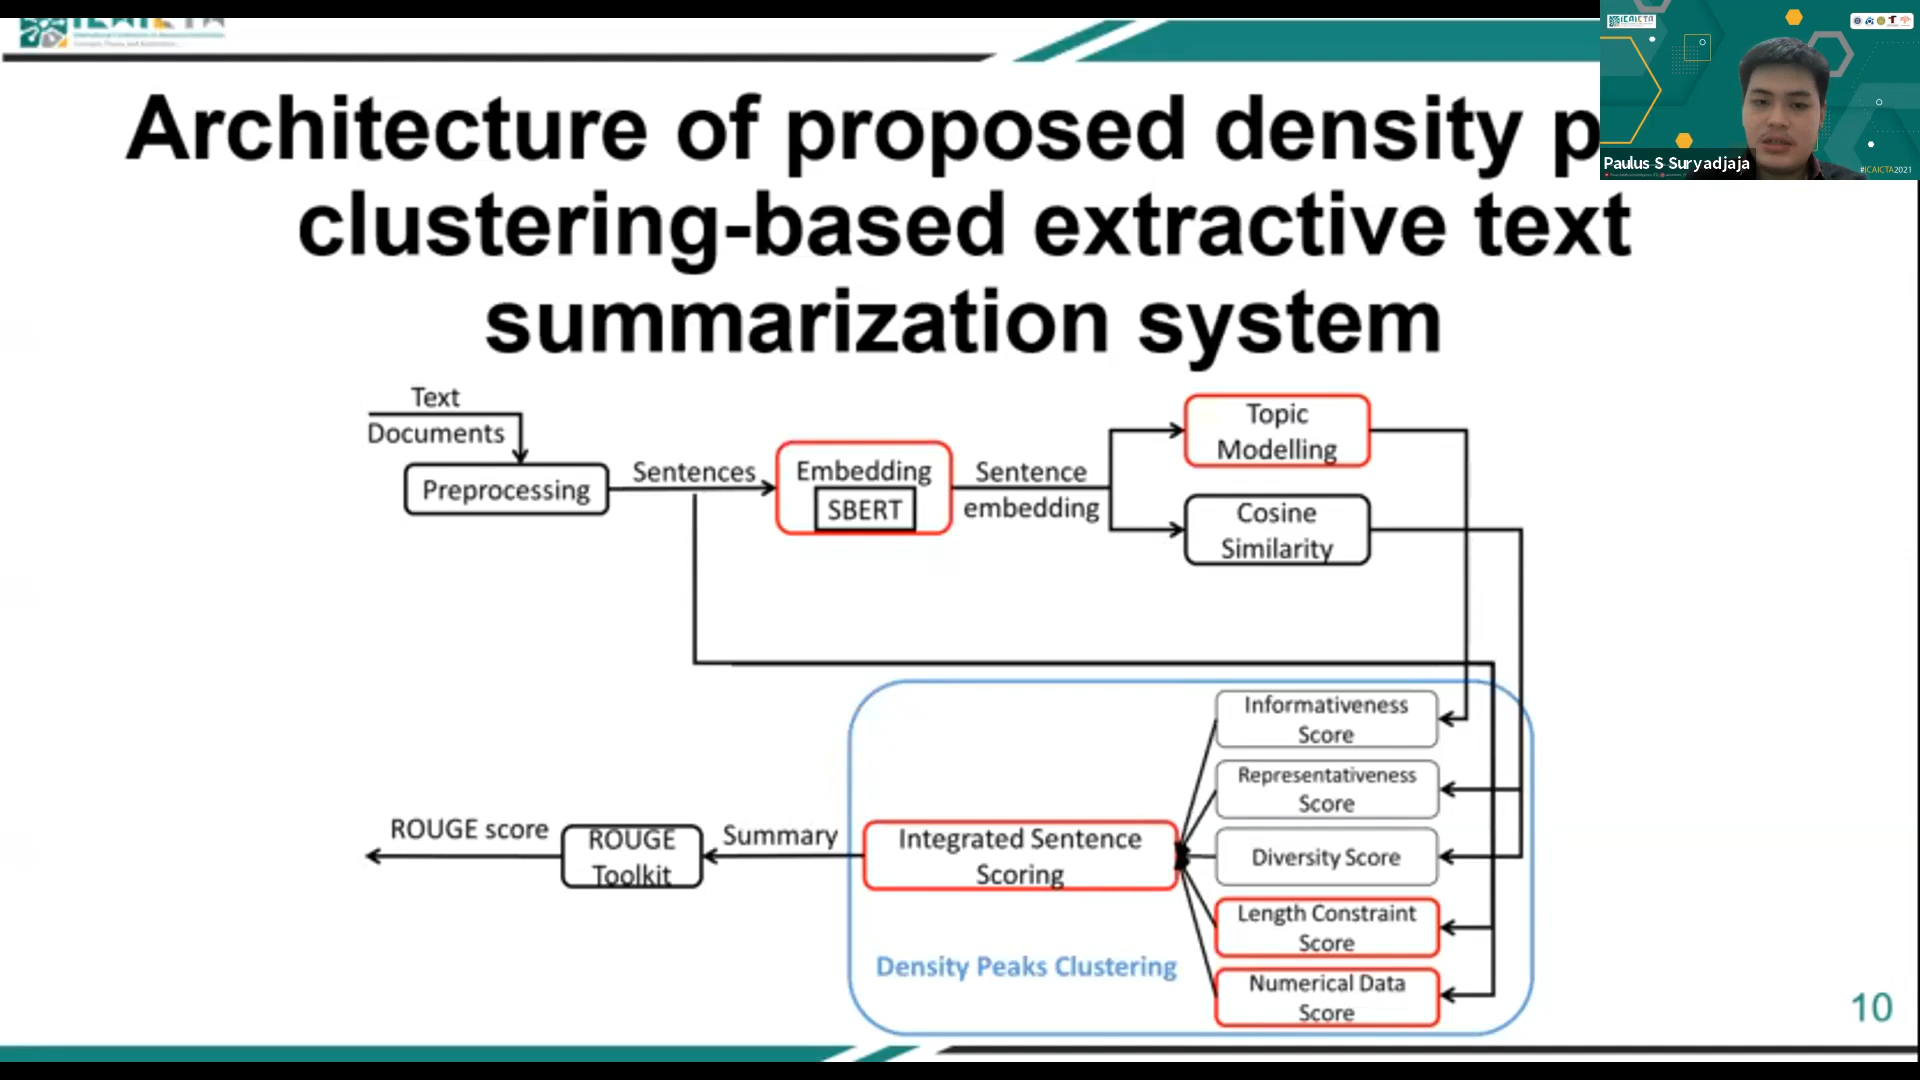 ICAICTA
Architecture of proposed density p
clustering-based extractive text
summarization system
Paulus S Suryadjaja
#ICAICTA2021
Text
Documents
Preprocessing
Sentences
Embedding
SBERT
Sentence
embedding
Topic
Modelling
Cosine
Similarity
Informativeness
Score
Representativeness
Score
Diversity Score
Length Constraint
Score
Numerical Data
Score
Integrated Sentence
Scoring
Density Peaks Clustering
Summary
ROUGE
Toolkit
ROUGE score
10